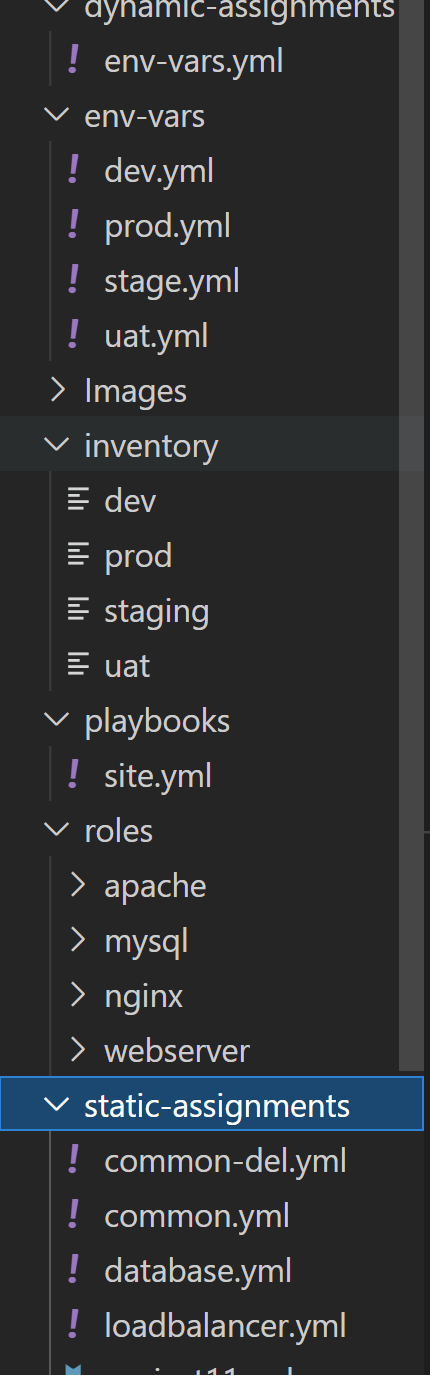 dynamic-assignments
env-vars.yml
env-vars
dev.yml
prod.yml
stage.yml
uat.yml
Images
inventory
dev
prod
staging
uat
playbooks
site.yml
roles
apache
mysql
nginx
webserver
static-assignments
common-del.yml
common.yml
database.yml
loadbalancer.yml